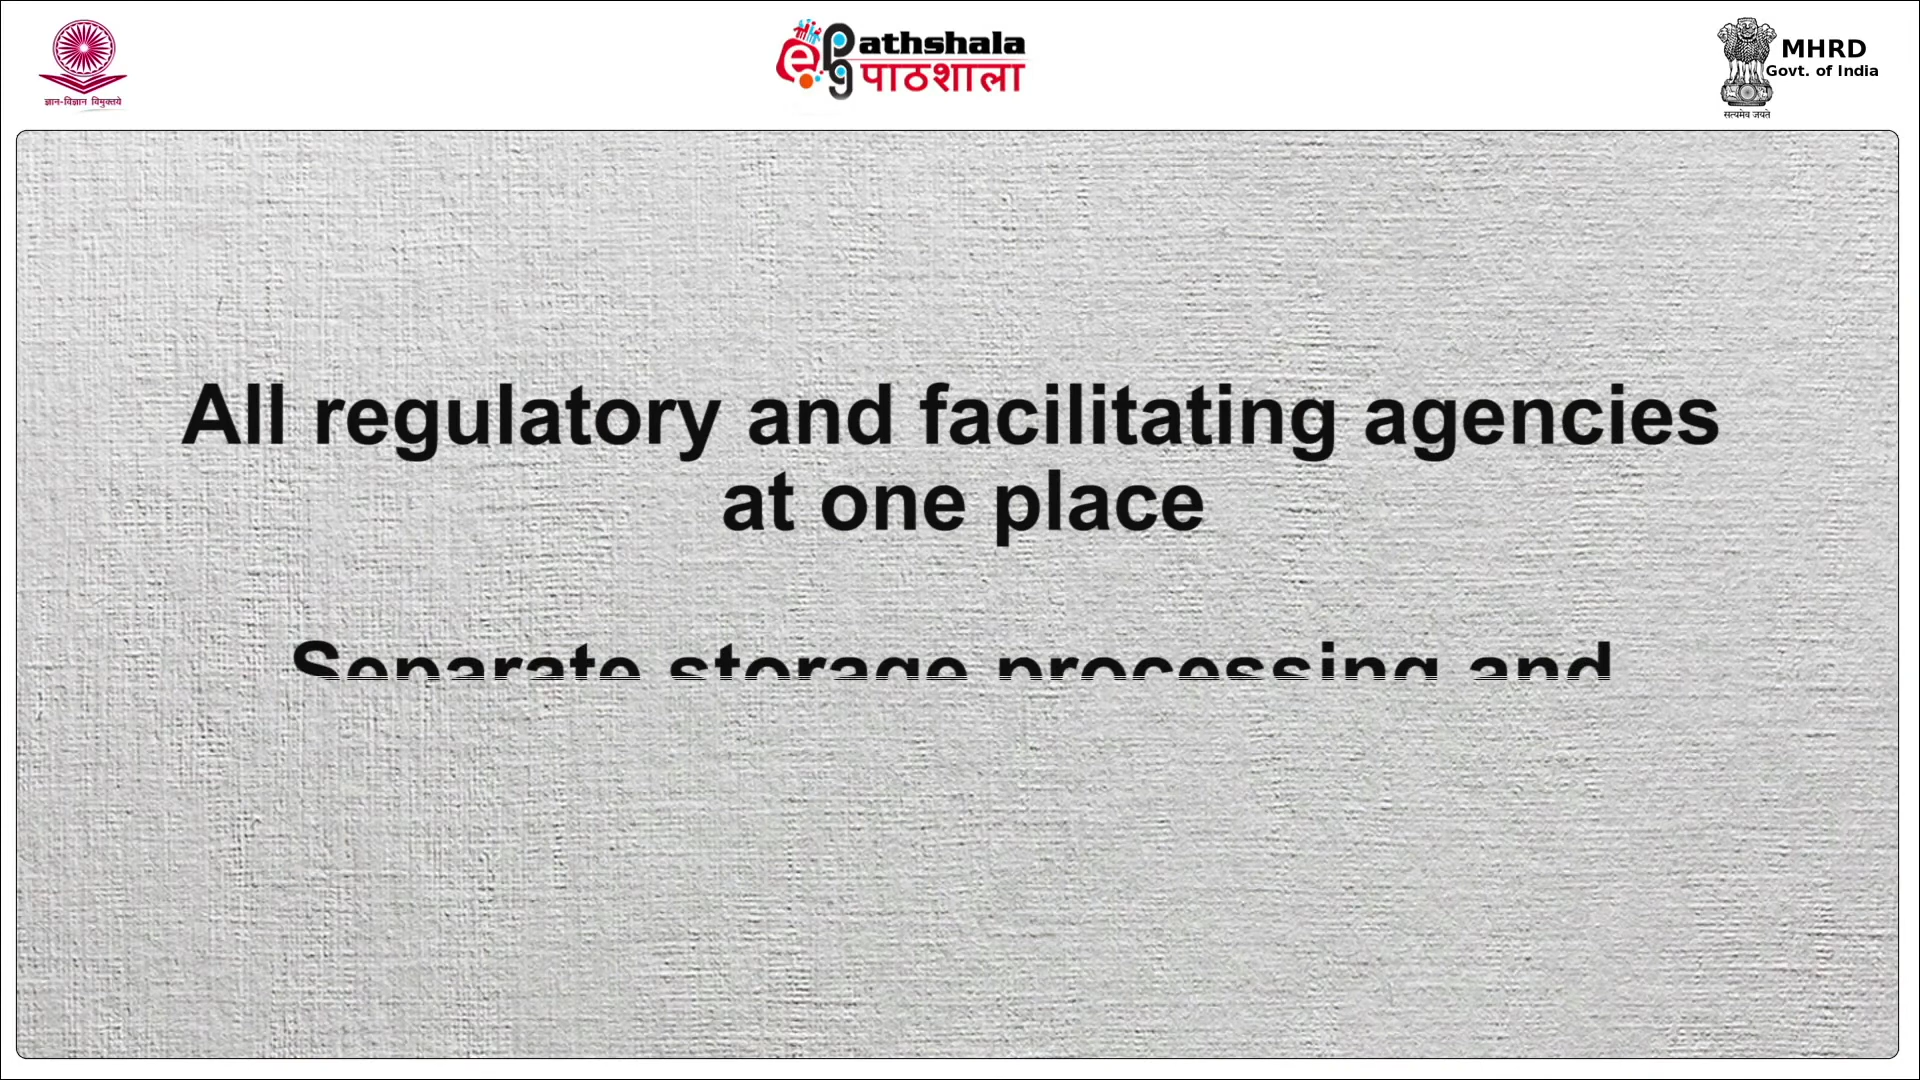 ज्ञान-विज्ञान विमुक्तये
ePG athshala
पाठशाला
MHRD
Govt. of India
सत्यमेव जयते
All regulatory and facilitating agencies
at one place
Separate storage processing and